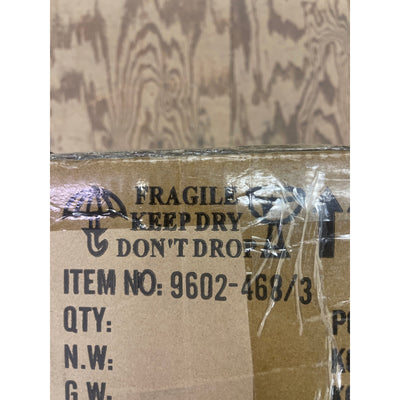 FRAGILE
KEEP DRY
DON'T DROP
ITEM NO: 9602-468/3
QTY:
N.W:
G.W: